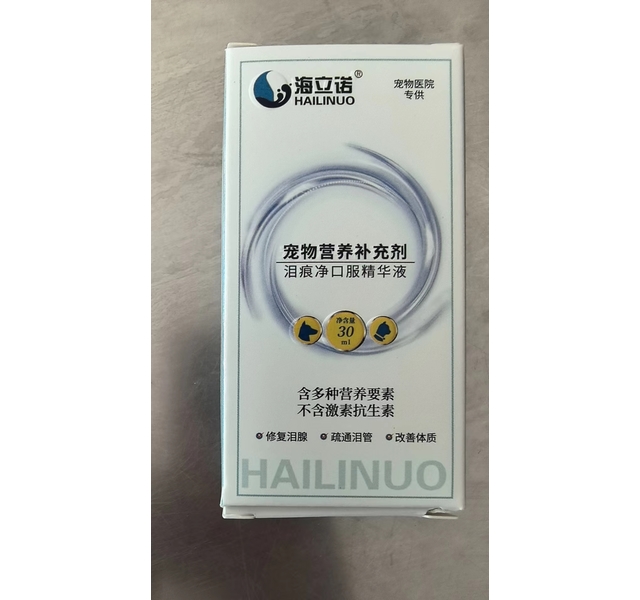 海立诺®
HAILINUO
宠物医院
专供
宠物营养补充剂
泪痕净口服精华液
净含量
30
ml
含多种营养要素
不含激素抗生素
修复泪腺 疏通泪管 改善体质
HAILINUO